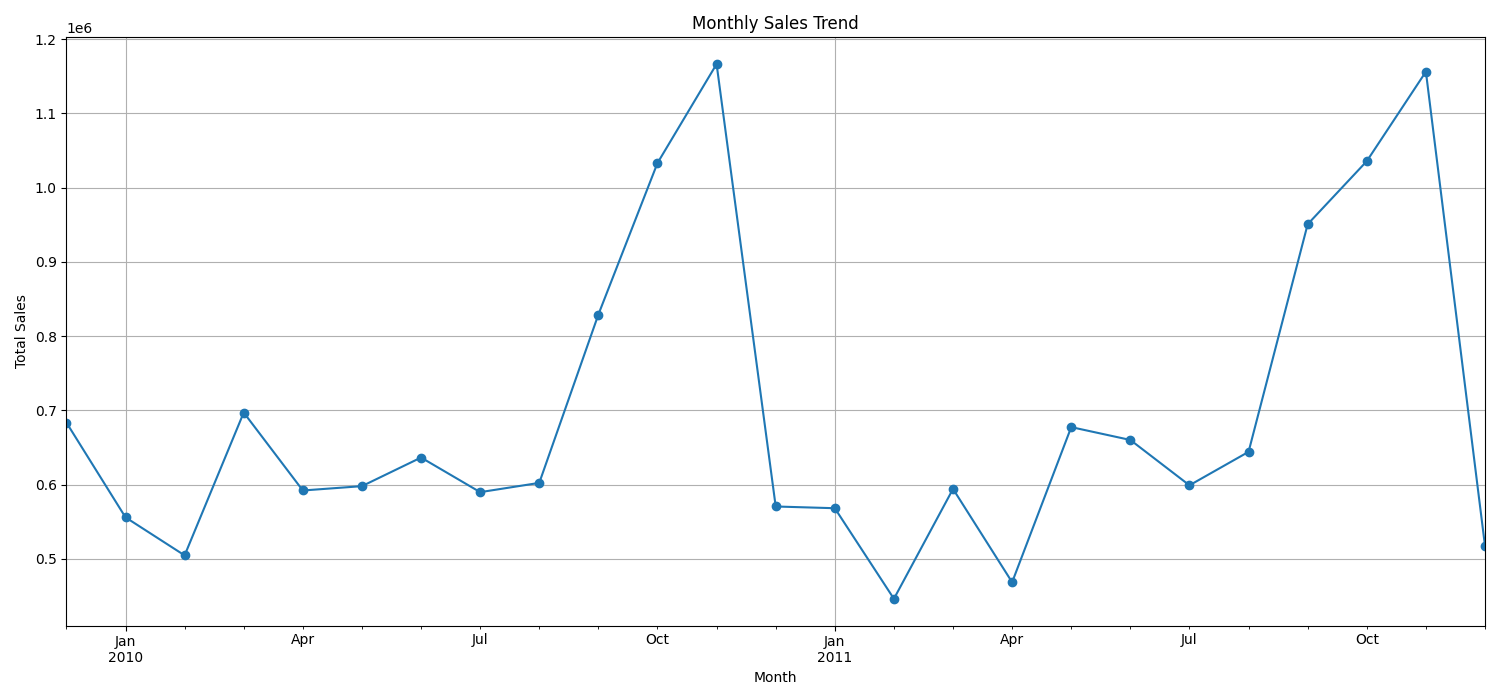 Monthly Sales Trend
1e6
1.2
1.1
1.0
0.9
0.8
0.7
0.6
0.5
Total Sales
Jan Apr Jul Oct Jan Apr Jul Oct
2010 2011
Month